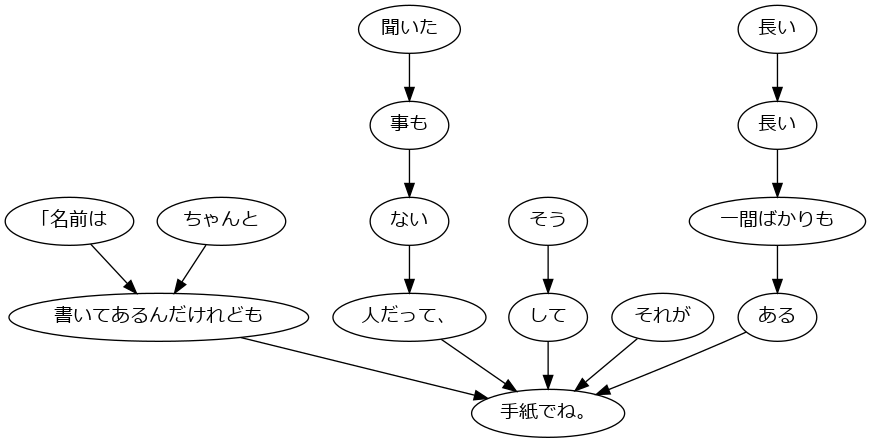 聞いた
長い
事も
長い
「名前は
ちゃんと
ない
そう
一間ばかりも
書いてあるんだけれども
人だって、
して
それが
ある
手紙でね。